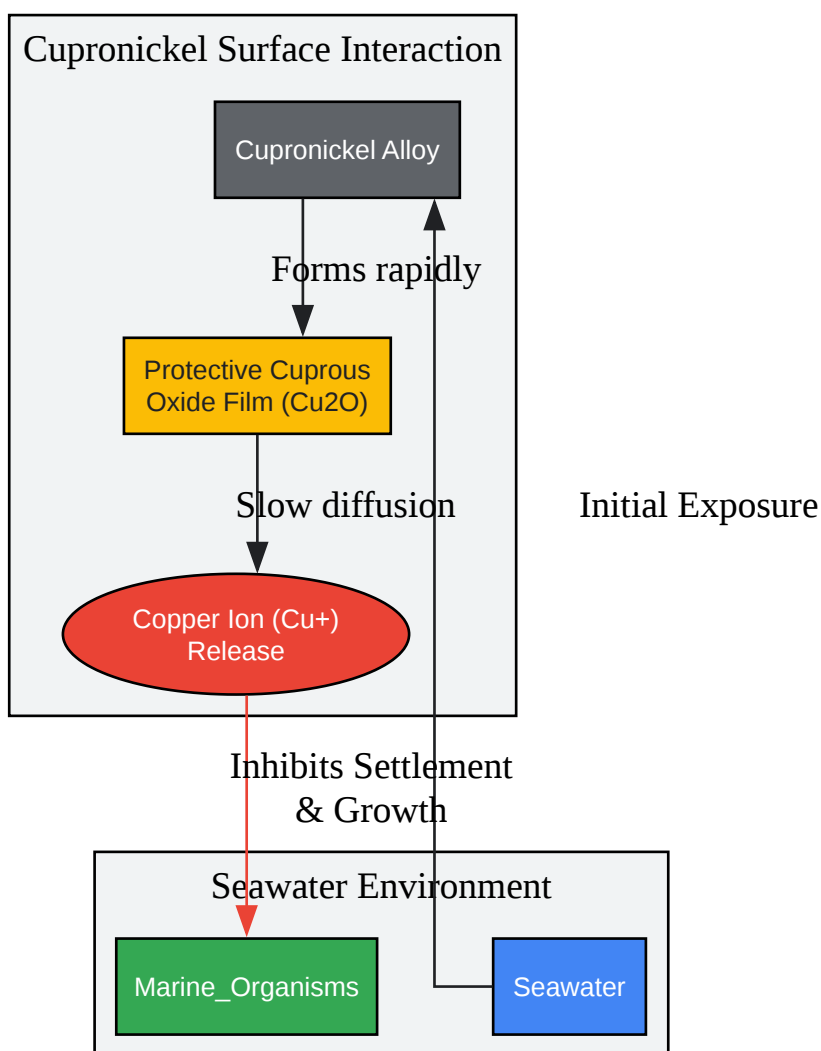 Cupronickel Surface Interaction
Cupronickel Alloy
Forms rapidly
Protective Cuprous
Oxide Film (Cu2O)
Slow diffusion
Initial Exposure
Copper Ion (Cu+)
Release
Inhibits Settlement
& Growth
Seawater Environment
Marine_Organisms
Seawater